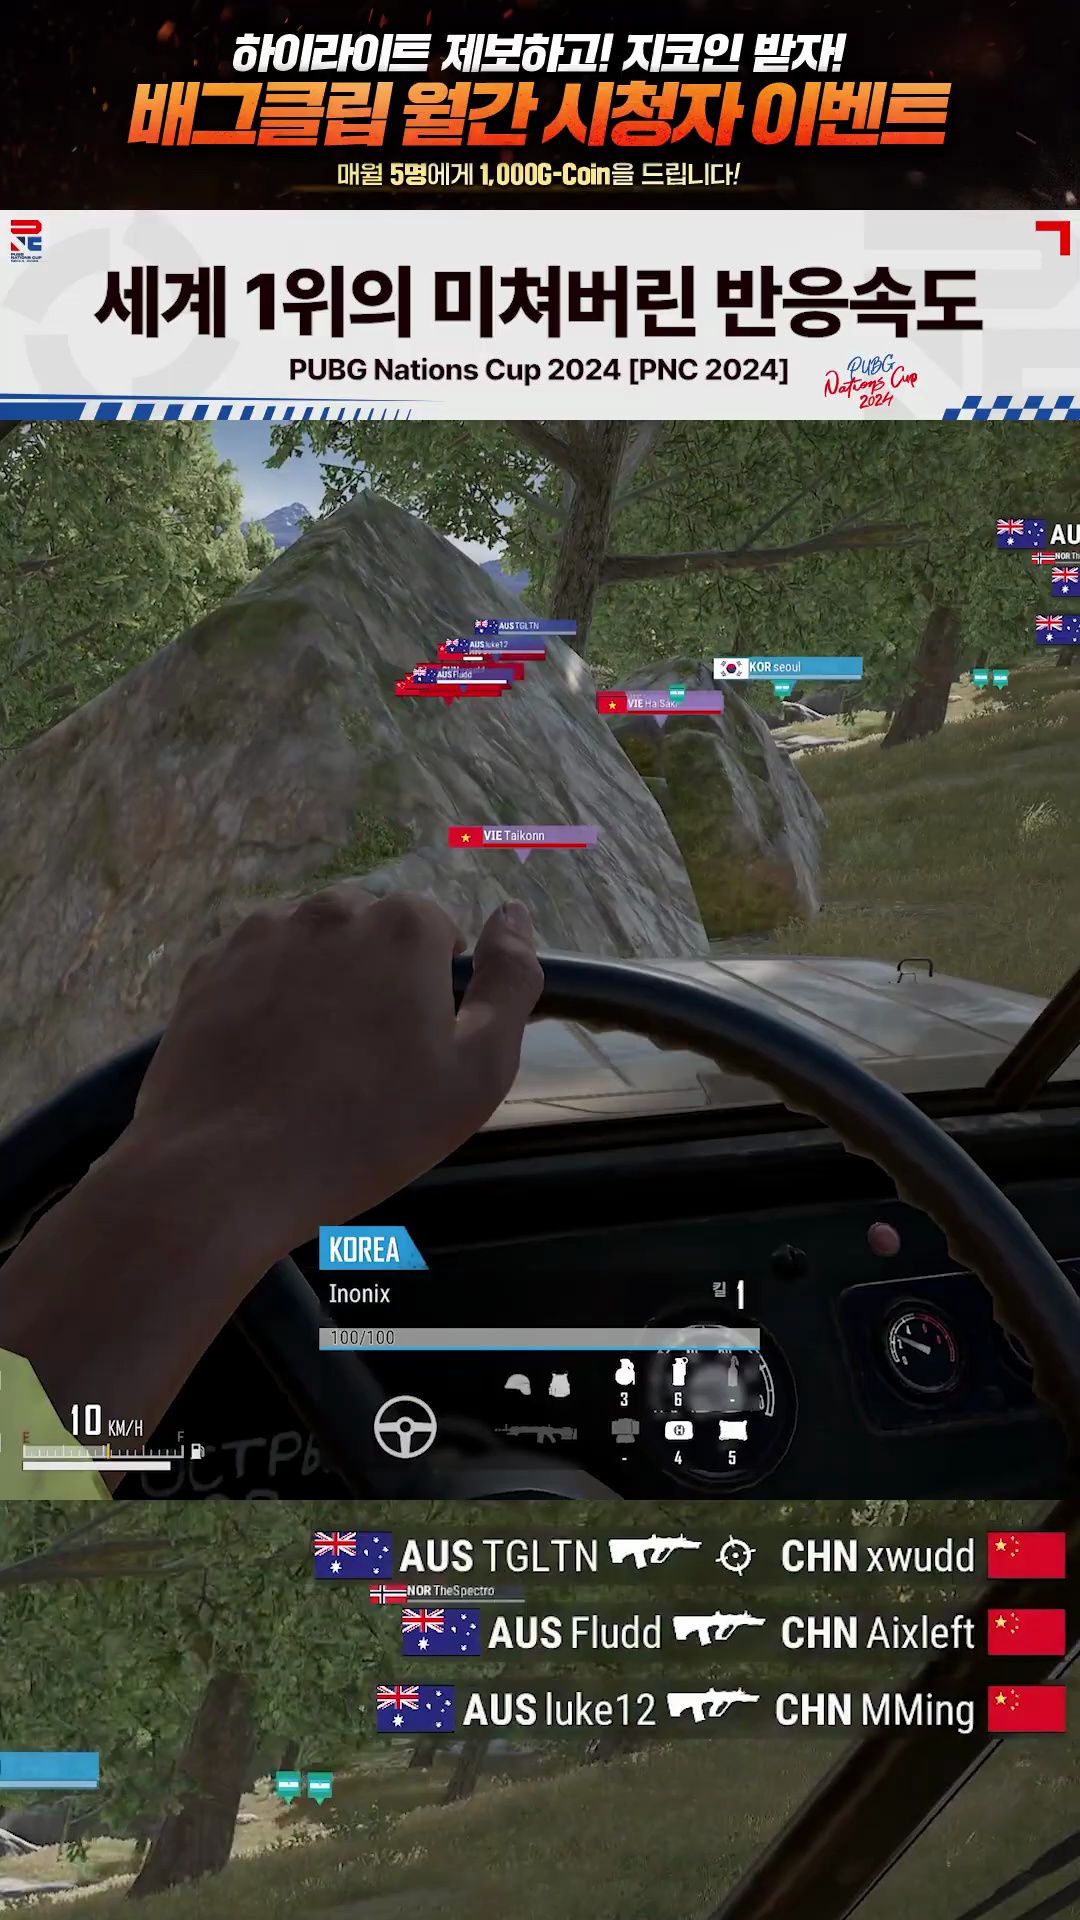 하이라이트 제보하고! 지코인 받자!
배그클립 월간 시청자 이벤트
매월 5명에게 1,000G-Coin을 드립니다!
세계 1위의 미쳐버린 반응속도
PUBG Nations Cup 2024 [PNC 2024]
PUBG
Nations Cup
2024
AU
NOR Th
AUS TGLTN
AUS luke12
AUS Fludd
KOR seoul
VIE HaiSaki
VIE Taikonn
KOREA
Inonix
킬 1
100/100
3 6 -
- 4 5
10 KM/H
E F
AUS TGLTN CHN xwudd
NOR TheSpectro
AUS Fludd CHN Aixleft
AUS luke12 CHN MMing